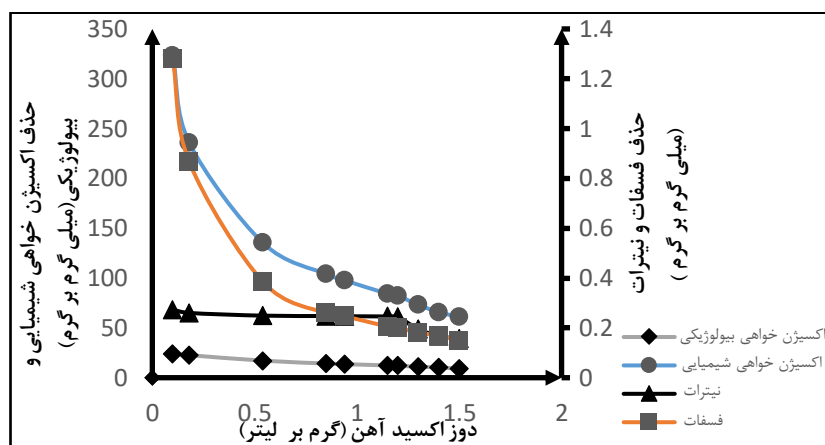 350
300
250
200
150
100
50
0
حذف اکسیژن خواهی شیمیایی و
بیولوژیکی(میلی گرم بر گرم)
1.4
1.2
1
0.8
0.6
0.4
0.2
0
حذف فسفات و نیترات
(میلی گرم بر گرم )
0
0.5
1
1.5
2
دوز اکسید آهن (گرم بر لیتر)
اکسیژن خواهی بیولوژیکی
اکسیژن خواهی شیمیایی
نیترات
فسفات